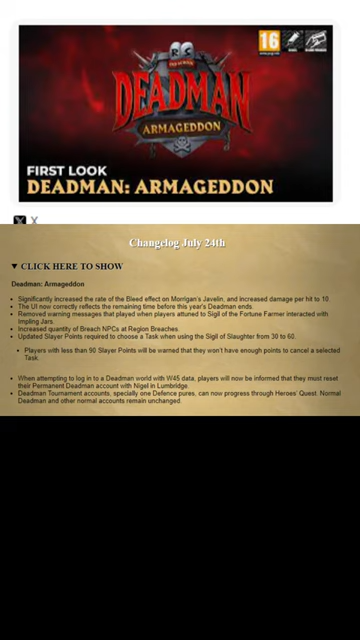 16
RS
DEADMAN
ARMAGEDDON
FIRST LOOK
DEADMAN: ARMAGEDDON
X
Changelog July 24th
▼ CLICK HERE TO SHOW
Deadman: Armageddon
• Significantly increased the rate of the Bleed effect on Morrigan's Javelin, and increased damage per hit to 10.
• The UI now correctly reflects the remaining time before this year's Deadman ends.
• Removed warning messages that played when players attuned to Sigil of the Fortune Farmer interacted with
Impling Jars.
• Increased quantity of Breach NPCs at Region Breaches.
• Updated Slayer Points required to choose a Task when using the Sigil of Slaughter from 30 to 60.
• Players with less than 90 Slayer Points will be warned that they won't have enough points to cancel a selected
Task.
• When attempting to log in to a Deadman world with W45 data, players will now be informed that they must reset
their Permanent Deadman account with Nigel in Lumbridge.
• Deadman Tournament accounts, specially one Defence pures, can now progress through Heroes' Quest. Normal
Deadman and other normal accounts remain unchanged.